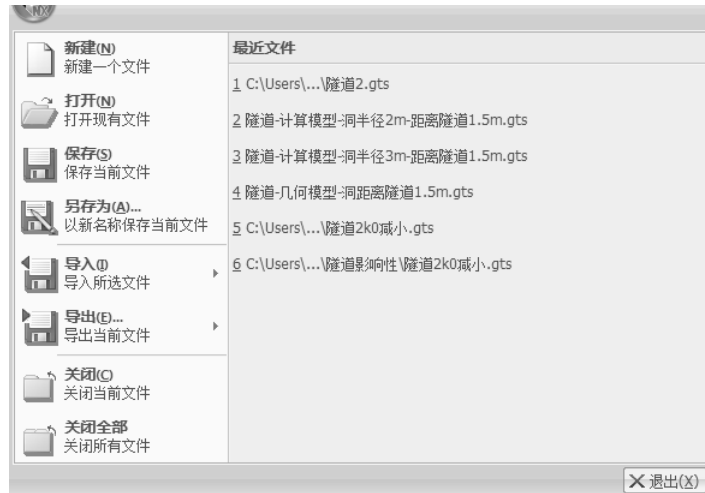 NX
新建(N)
新建一个文件
打开(N)
打开现有文件
保存(S)
保存当前文件
另存为(A)...
以新名称保存当前文件
导入(I)
导入所选文件
导出(E)...
导出当前文件
关闭(C)
关闭当前文件
关闭全部
关闭所有文件
最近文件
1 C:\Users\...\隧道2.gts
2 隧道-计算模型-洞半径2m-距离隧道1.5m.gts
3 隧道-计算模型-洞半径3m-距离隧道1.5m.gts
4 隧道-几何模型-洞距离隧道1.5m.gts
5 C:\Users\...\隧道2k0减小.gts
6 C:\Users\...\隧道影响性\隧道2k0减小.gts
退出(X)